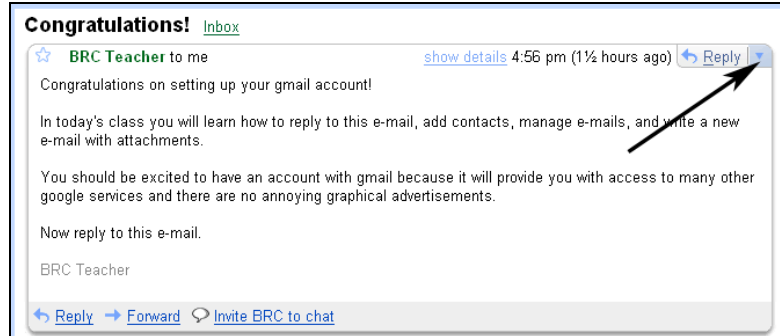 Congratulations! Inbox
BRC Teacher to me show details 4:56 pm (1½ hours ago) Reply
Congratulations on setting up your gmail account!
In today's class you will learn how to reply to this e-mail, add contacts, manage e-mails, and write a new
e-mail with attachments.
You should be excited to have an account with gmail because it will provide you with access to many other
google services and there are no annoying graphical advertisements.
Now reply to this e-mail.
BRC Teacher
Reply Forward Invite BRC to chat